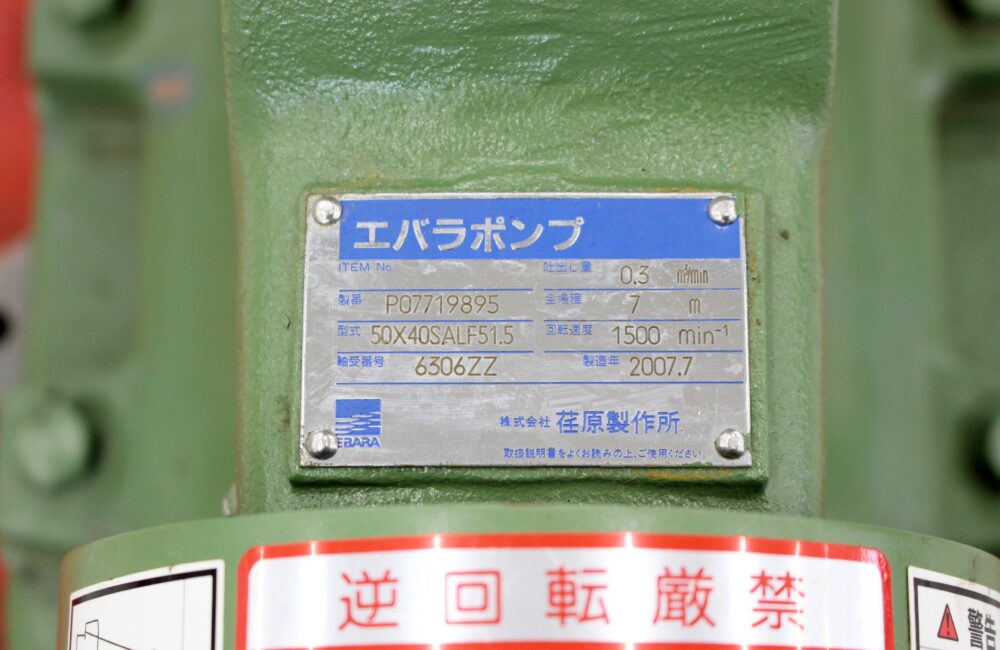 エバラポンプ
ITEM No. 吐出し量 0.3 m³/min
製番 P07719895 全揚程 7 m
型式 50X40SALF51.5 回転速度 1500 min⁻¹
軸受番号 6306ZZ 製造年 2007.7
EBARA
株式会社 荏原製作所
取扱説明書をよくお読みの上、ご使用ください。
逆回転厳禁
警告